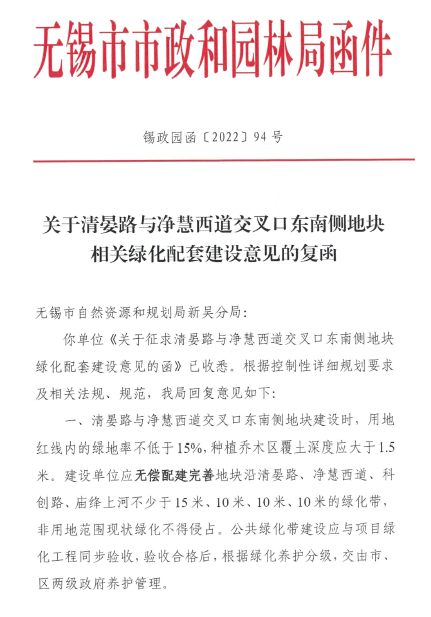 无锡市市政和园林局函件
锡政园函〔2022〕94 号
关于清晏路与净慧西道交叉口东南侧地块
相关绿化配套建设意见的复函
无锡市自然资源和规划局新吴分局：
你单位《关于征求清晏路与净慧西道交叉口东南侧地块
绿化配套建设意见的函》已收悉。根据控制性详细规划要求
及相关法规、规范，我局回复意见如下：
一、清晏路与净慧西道交叉口东南侧地块建设时，用地
红线内的绿地率不低于 15%，种植乔木区覆土深度应大于 1.5
米。建设单位应无偿配建完善地块沿清晏路、净慧西道、科
创路、庙绛上河不少于 15 米、10 米、10 米、10 米的绿化带，
非用地范围现状绿化不得侵占。公共绿化带建设应与项目绿
化工程同步验收，验收合格后，根据绿化养护分级，交由市、
区两级政府养护管理。